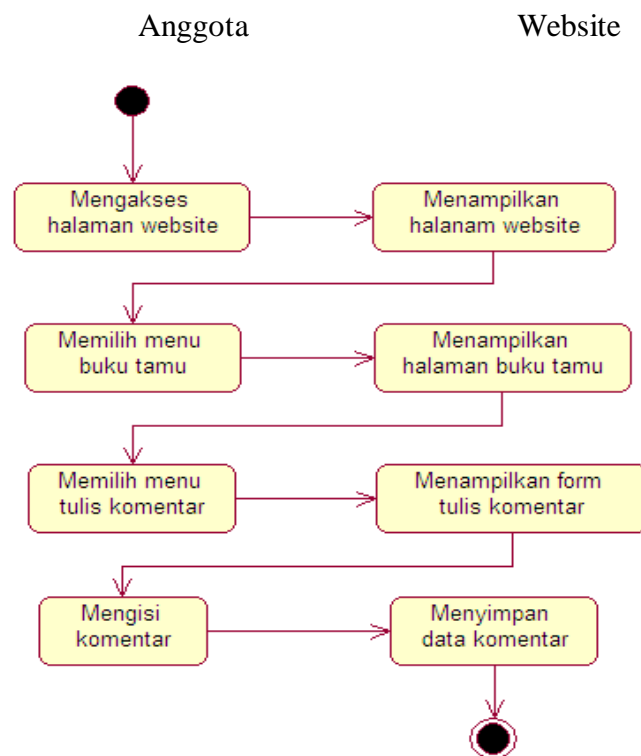 Anggota
Website
Mengakses
halaman website
Menampilkan
halanam website
Memilih menu
buku tamu
Menampilkan
halaman buku tamu
Memilih menu
tulis komentar
Menampilkan form
tulis komentar
Mengisi
komentar
Menyimpan
data komentar